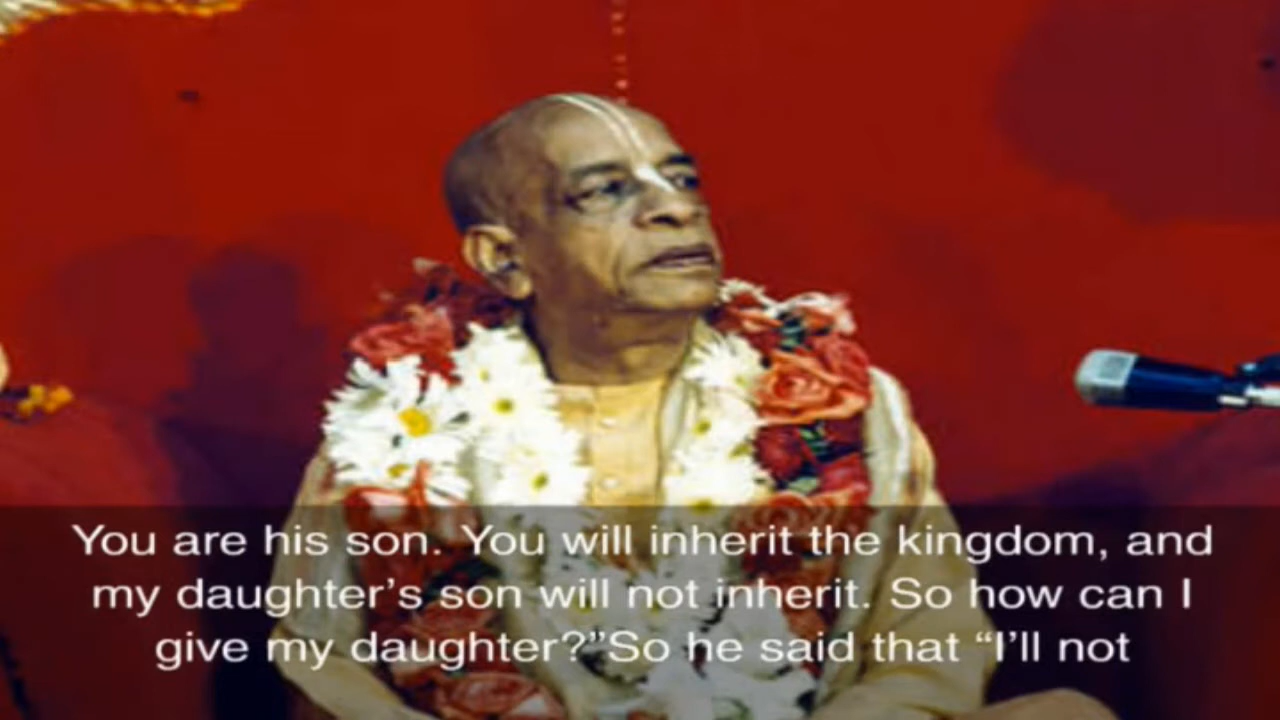 You are his son. You will inherit the kingdom, and
my daughter’s son will not inherit. So how can I
give my daughter?”So he said that “I’ll not